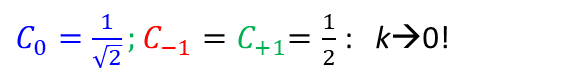 C₀ = 1/√2; C₋₁ = C₊₁= 1/2 : k→0!